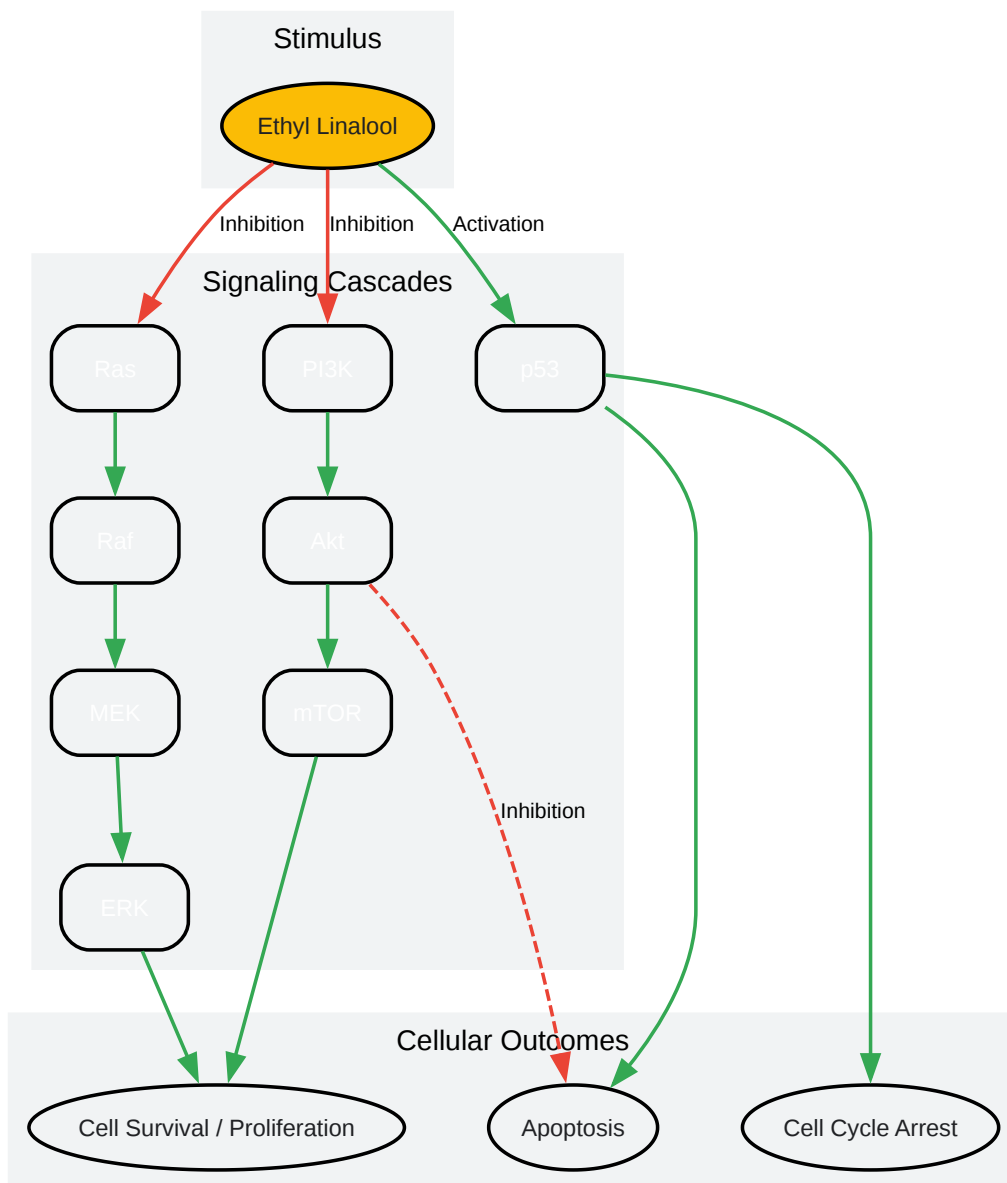 Stimulus
Ethyl Linalool
Inhibition
Inhibition
Activation
Signaling Cascades
Ras
PI3K
p53
Raf
Akt
MEK
mTOR
Inhibition
ERK
Cellular Outcomes
Cell Survival / Proliferation
Apoptosis
Cell Cycle Arrest